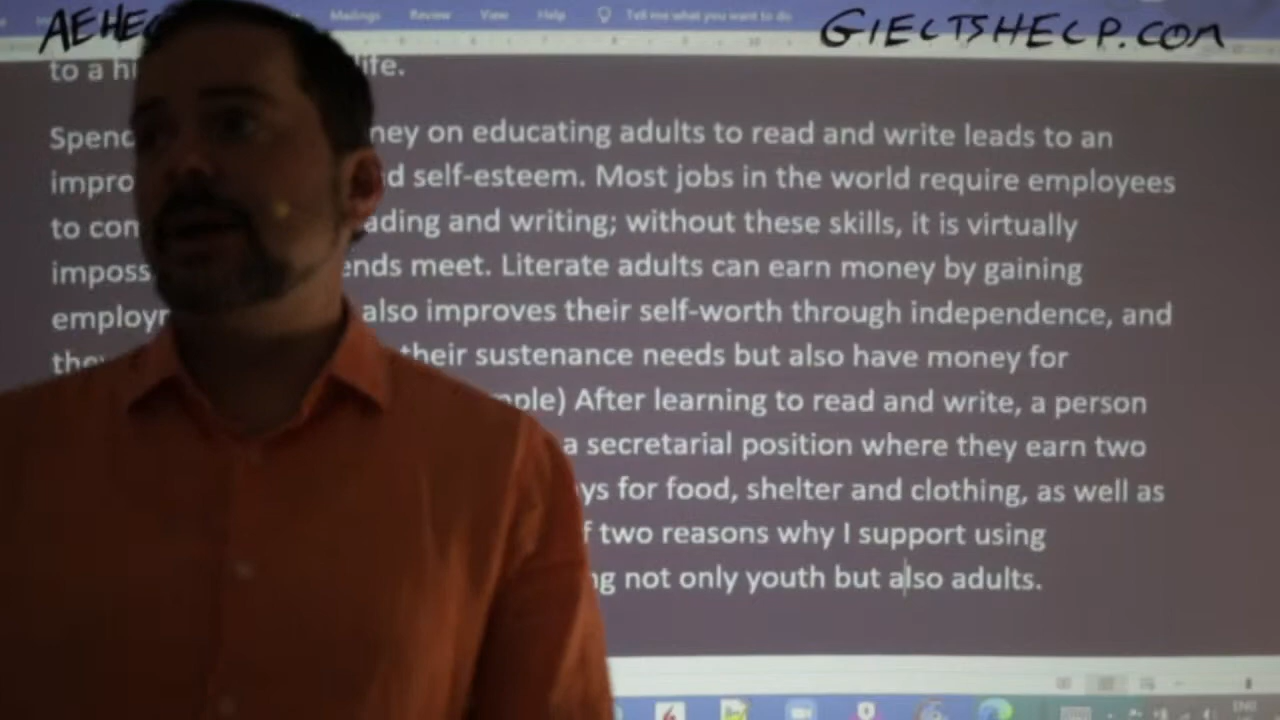 Mailings Review View Help Tell me what you want to do
AEHE GIELTSHELP.COM
to a hi life.
Spend ney on educating adults to read and write leads to an
impro d self-esteem. Most jobs in the world require employees
to con ading and writing; without these skills, it is virtually
imposs ends meet. Literate adults can earn money by gaining
employ also improves their self-worth through independence, and
they their sustenance needs but also have money for
mple) After learning to read and write, a person
a secretarial position where they earn two
ys for food, shelter and clothing, as well as
f two reasons why I support using
ng not only youth but also adults.
ENG